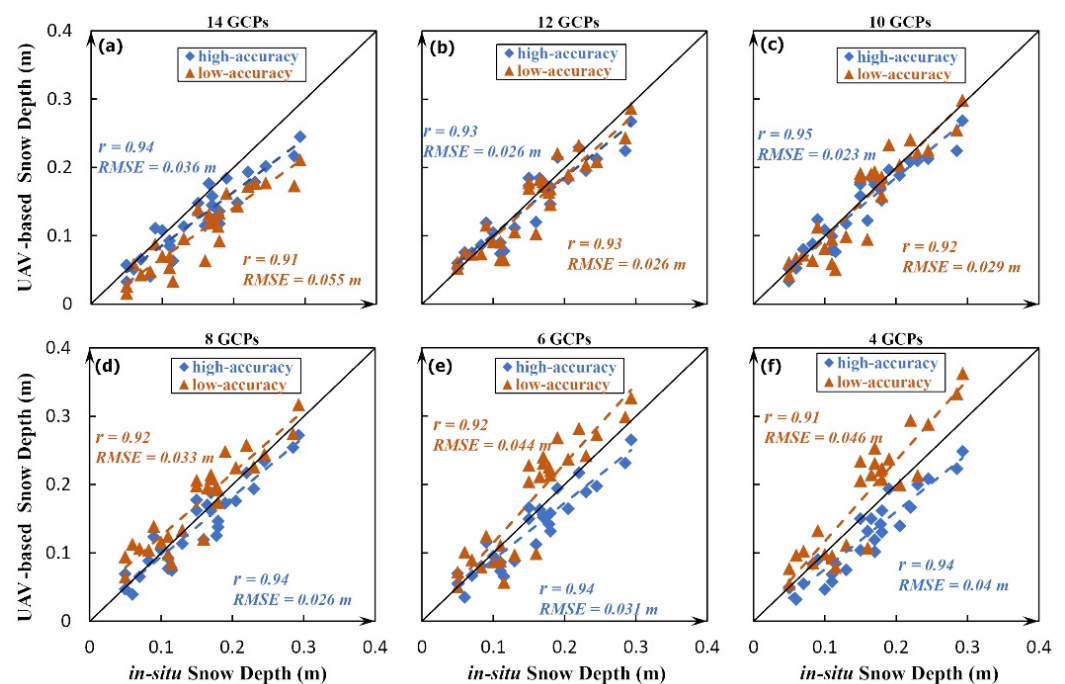 14 GCPs
12 GCPs
10 GCPs
UAV-based Snow Depth (m)
0.4
0.3
0.2
0.1
0
(a)
high-accuracy
low-accuracy
r = 0.94
RMSE = 0.036 m
r = 0.91
RMSE = 0.055 m
(b)
high-accuracy
low-accuracy
r = 0.93
RMSE = 0.026 m
r = 0.93
RMSE = 0.026 m
(c)
high-accuracy
low-accuracy
r = 0.95
RMSE = 0.023 m
r = 0.92
RMSE = 0.029 m
8 GCPs
6 GCPs
4 GCPs
UAV-based Snow Depth (m)
0.4
0.3
0.2
0.1
0
(d)
high-accuracy
low-accuracy
r = 0.92
RMSE = 0.033 m
r = 0.94
RMSE = 0.026 m
(e)
high-accuracy
low-accuracy
r = 0.92
RMSE = 0.044 m
r = 0.94
RMSE = 0.031 m
(f)
high-accuracy
low-accuracy
r = 0.91
RMSE = 0.046 m
r = 0.94
RMSE = 0.04 m
0 0.1 0.2 0.3 0.4
0 0.1 0.2 0.3 0.4
0 0.1 0.2 0.3 0.4
in-situ Snow Depth (m)
in-situ Snow Depth (m)
in-situ Snow Depth (m)